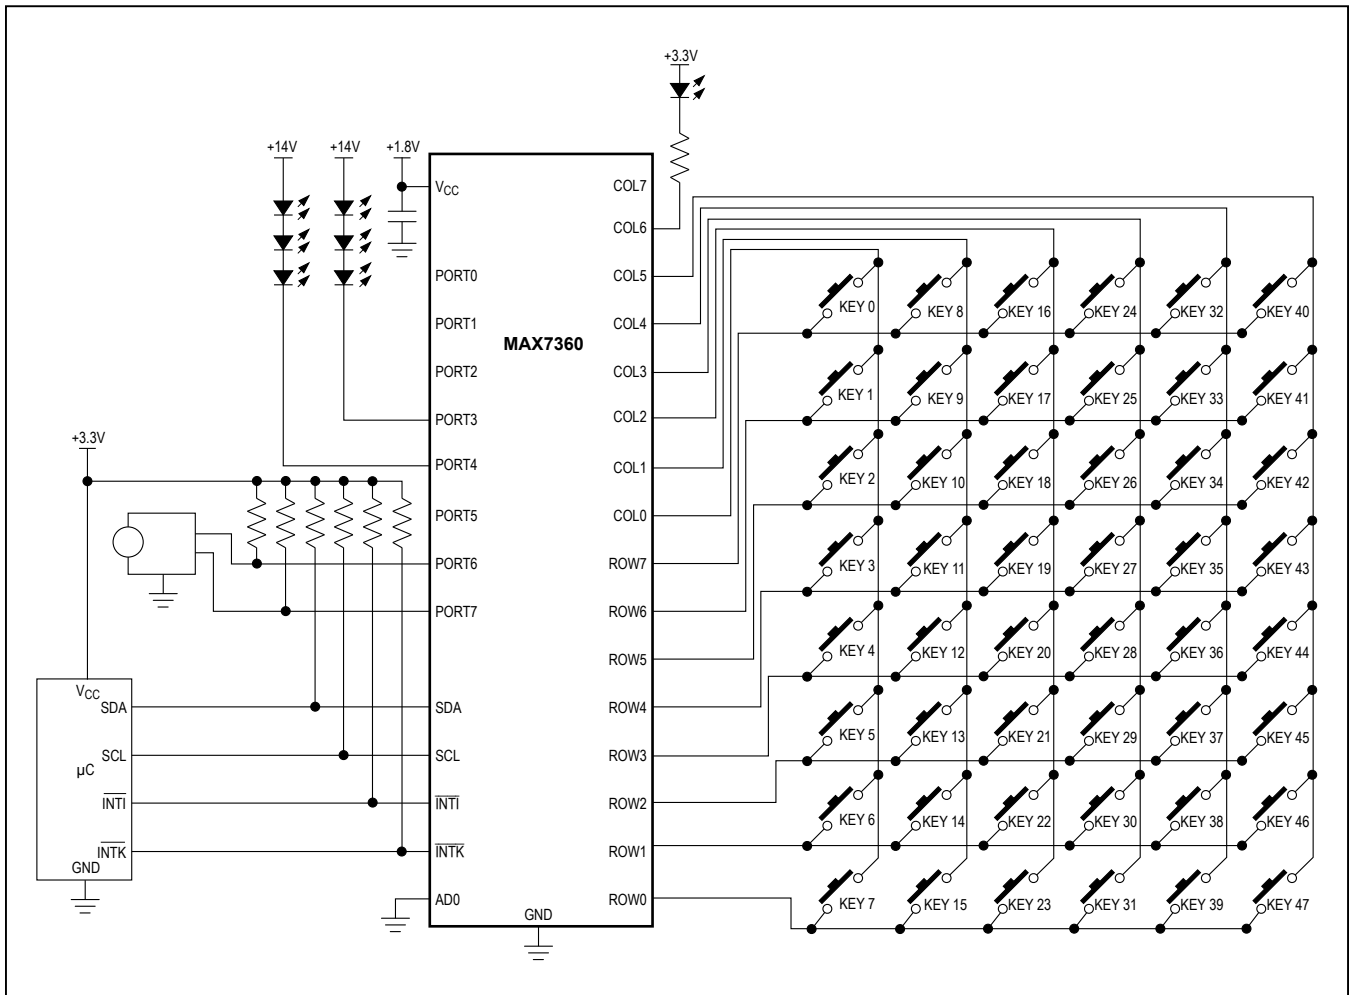 +3.3V
+14V +14V +1.8V
VCC
COL7
COL6
PORT0
COL5
PORT1
COL4
MAX7360
PORT2
COL3
PORT3
COL2
+3.3V
PORT4
COL1
PORT5
COL0
PORT6
ROW7
PORT7
ROW6
ROW5
VCC
SDA
SDA
ROW4
SCL
SCL
ROW3
µC
INTI
INTI
ROW2
INTK
INTK
ROW1
GND
AD0
ROW0
GND
KEY 0 KEY 8 KEY 16 KEY 24 KEY 32 KEY 40
KEY 1 KEY 9 KEY 17 KEY 25 KEY 33 KEY 41
KEY 2 KEY 10 KEY 18 KEY 26 KEY 34 KEY 42
KEY 3 KEY 11 KEY 19 KEY 27 KEY 35 KEY 43
KEY 4 KEY 12 KEY 20 KEY 28 KEY 36 KEY 44
KEY 5 KEY 13 KEY 21 KEY 29 KEY 37 KEY 45
KEY 6 KEY 14 KEY 22 KEY 30 KEY 38 KEY 46
KEY 7 KEY 15 KEY 23 KEY 31 KEY 39 KEY 47